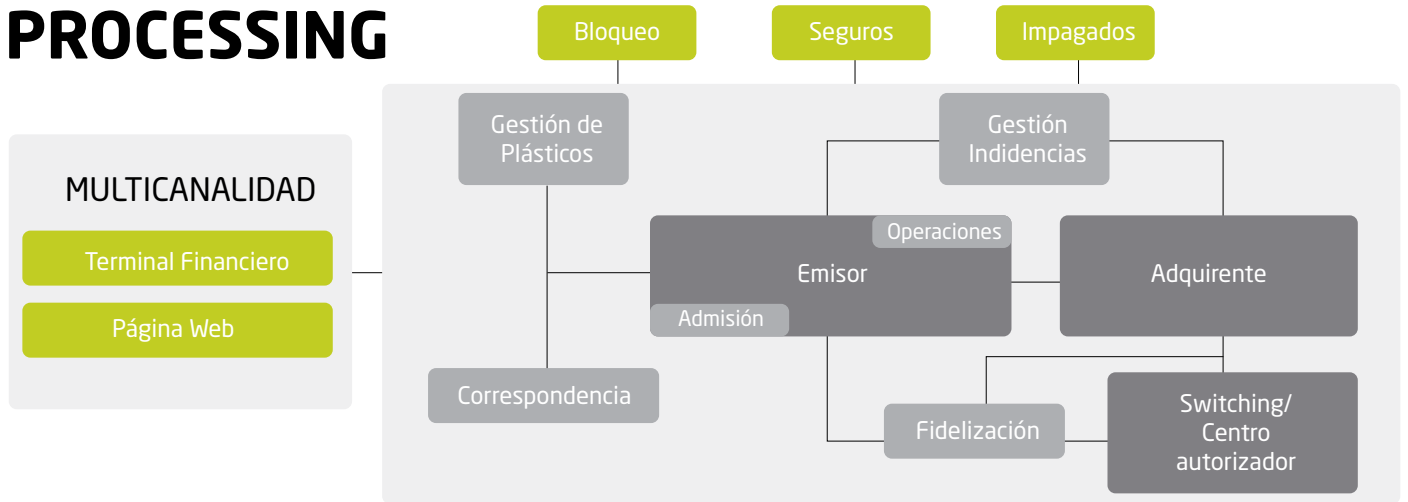 PROCESSING
Bloqueo
Seguros
Impagados
MULTICANALIDAD
Terminal Financiero
Página Web
Gestión de
Plásticos
Gestión
Indidencias
Operaciones
Emisor
Admisión
Adquirente
Correspondencia
Fidelización
Switching/
Centro
autorizador